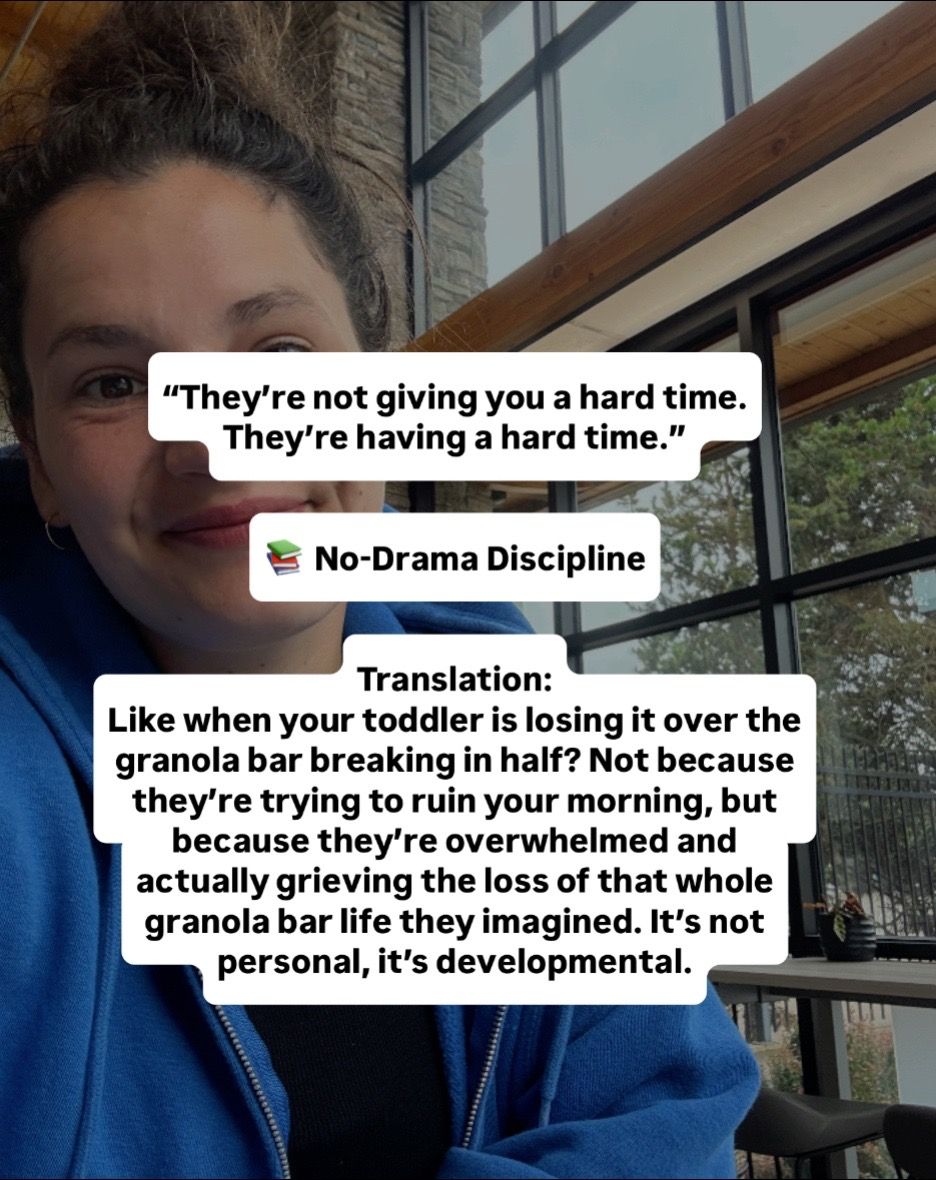 “They’re not giving you a hard time.
They’re having a hard time.”
📚 No-Drama Discipline
Translation:
Like when your toddler is losing it over the
granola bar breaking in half? Not because
they’re trying to ruin your morning, but
because they’re overwhelmed and
actually grieving the loss of that whole
granola bar life they imagined. It’s not
personal, it’s developmental.